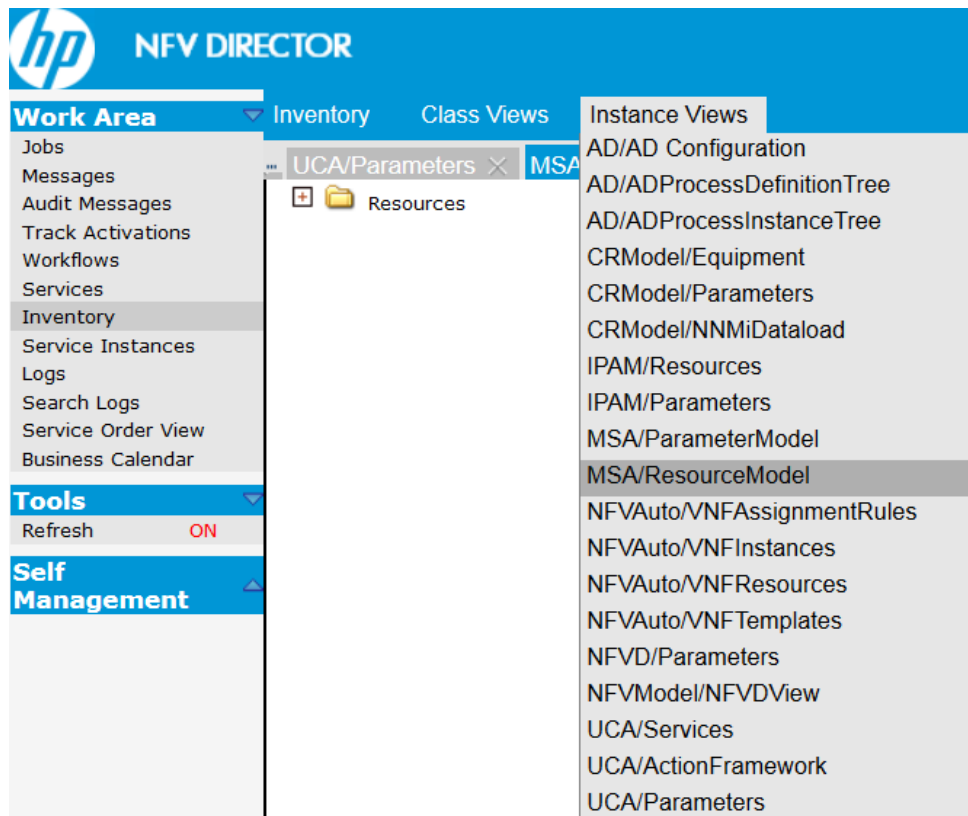 hp NFV DIRECTOR
Work Area
Jobs
Messages
Audit Messages
Track Activations
Workflows
Services
Inventory
Service Instances
Logs
Search Logs
Service Order View
Business Calendar
Tools
Refresh ON
Self
Management
Inventory Class Views Instance Views
... UCA/Parameters MSA
Resources
AD/AD Configuration
AD/ADProcessDefinitionTree
AD/ADProcessInstanceTree
CRModel/Equipment
CRModel/Parameters
CRModel/NNMiDataload
IPAM/Resources
IPAM/Parameters
MSA/ParameterModel
MSA/ResourceModel
NFVAuto/VNFAssignmentRules
NFVAuto/VNFInstances
NFVAuto/VNFResources
NFVAuto/VNFTemplates
NFVD/Parameters
NFVModel/NFVDView
UCA/Services
UCA/ActionFramework
UCA/Parameters